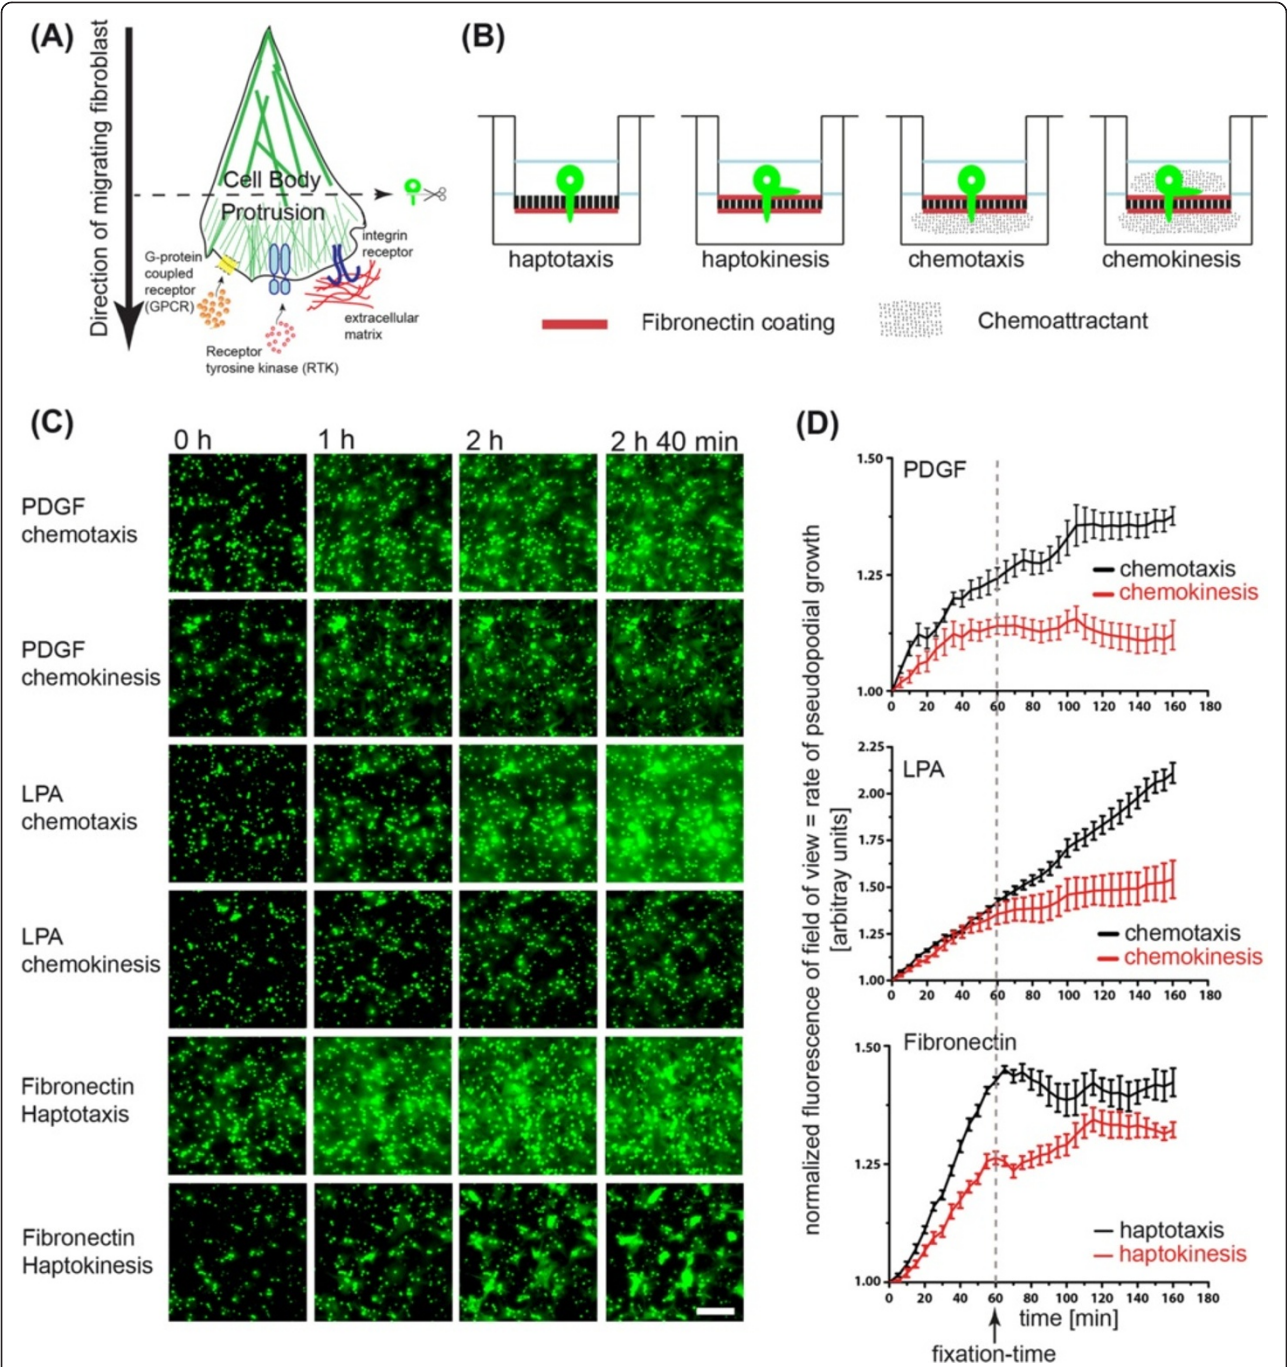 (A)
Direction of migrating fibroblast
Cell Body
Protrusion
G-protein
coupled
receptor
(GPCR)
integrin
receptor
extracellular
matrix
Receptor
tyrosine kinase (RTK)
(B)
haptotaxis
haptokinesis
chemotaxis
chemokinesis
Fibronectin coating
Chemoattractant
(C)
0 h
1 h
2 h
2 h 40 min
PDGF
chemotaxis
PDGF
chemokinesis
LPA
chemotaxis
LPA
chemokinesis
Fibronectin
Haptotaxis
Fibronectin
Haptokinesis
(D)
normalized fluorescence of field of view = rate of pseudopodial growth
[arbitray units]
PDGF
1.50
1.25
1.00
chemotaxis
chemokinesis
0 20 40 60 80 100 120 140 160 180
LPA
2.25
2.00
1.75
1.50
1.25
1.00
chemotaxis
chemokinesis
0 20 40 60 80 100 120 140 160 180
Fibronectin
1.50
1.25
1.00
haptotaxis
haptokinesis
0 20 40 60 80 100 120 140 160 180
time [min]
fixation-time